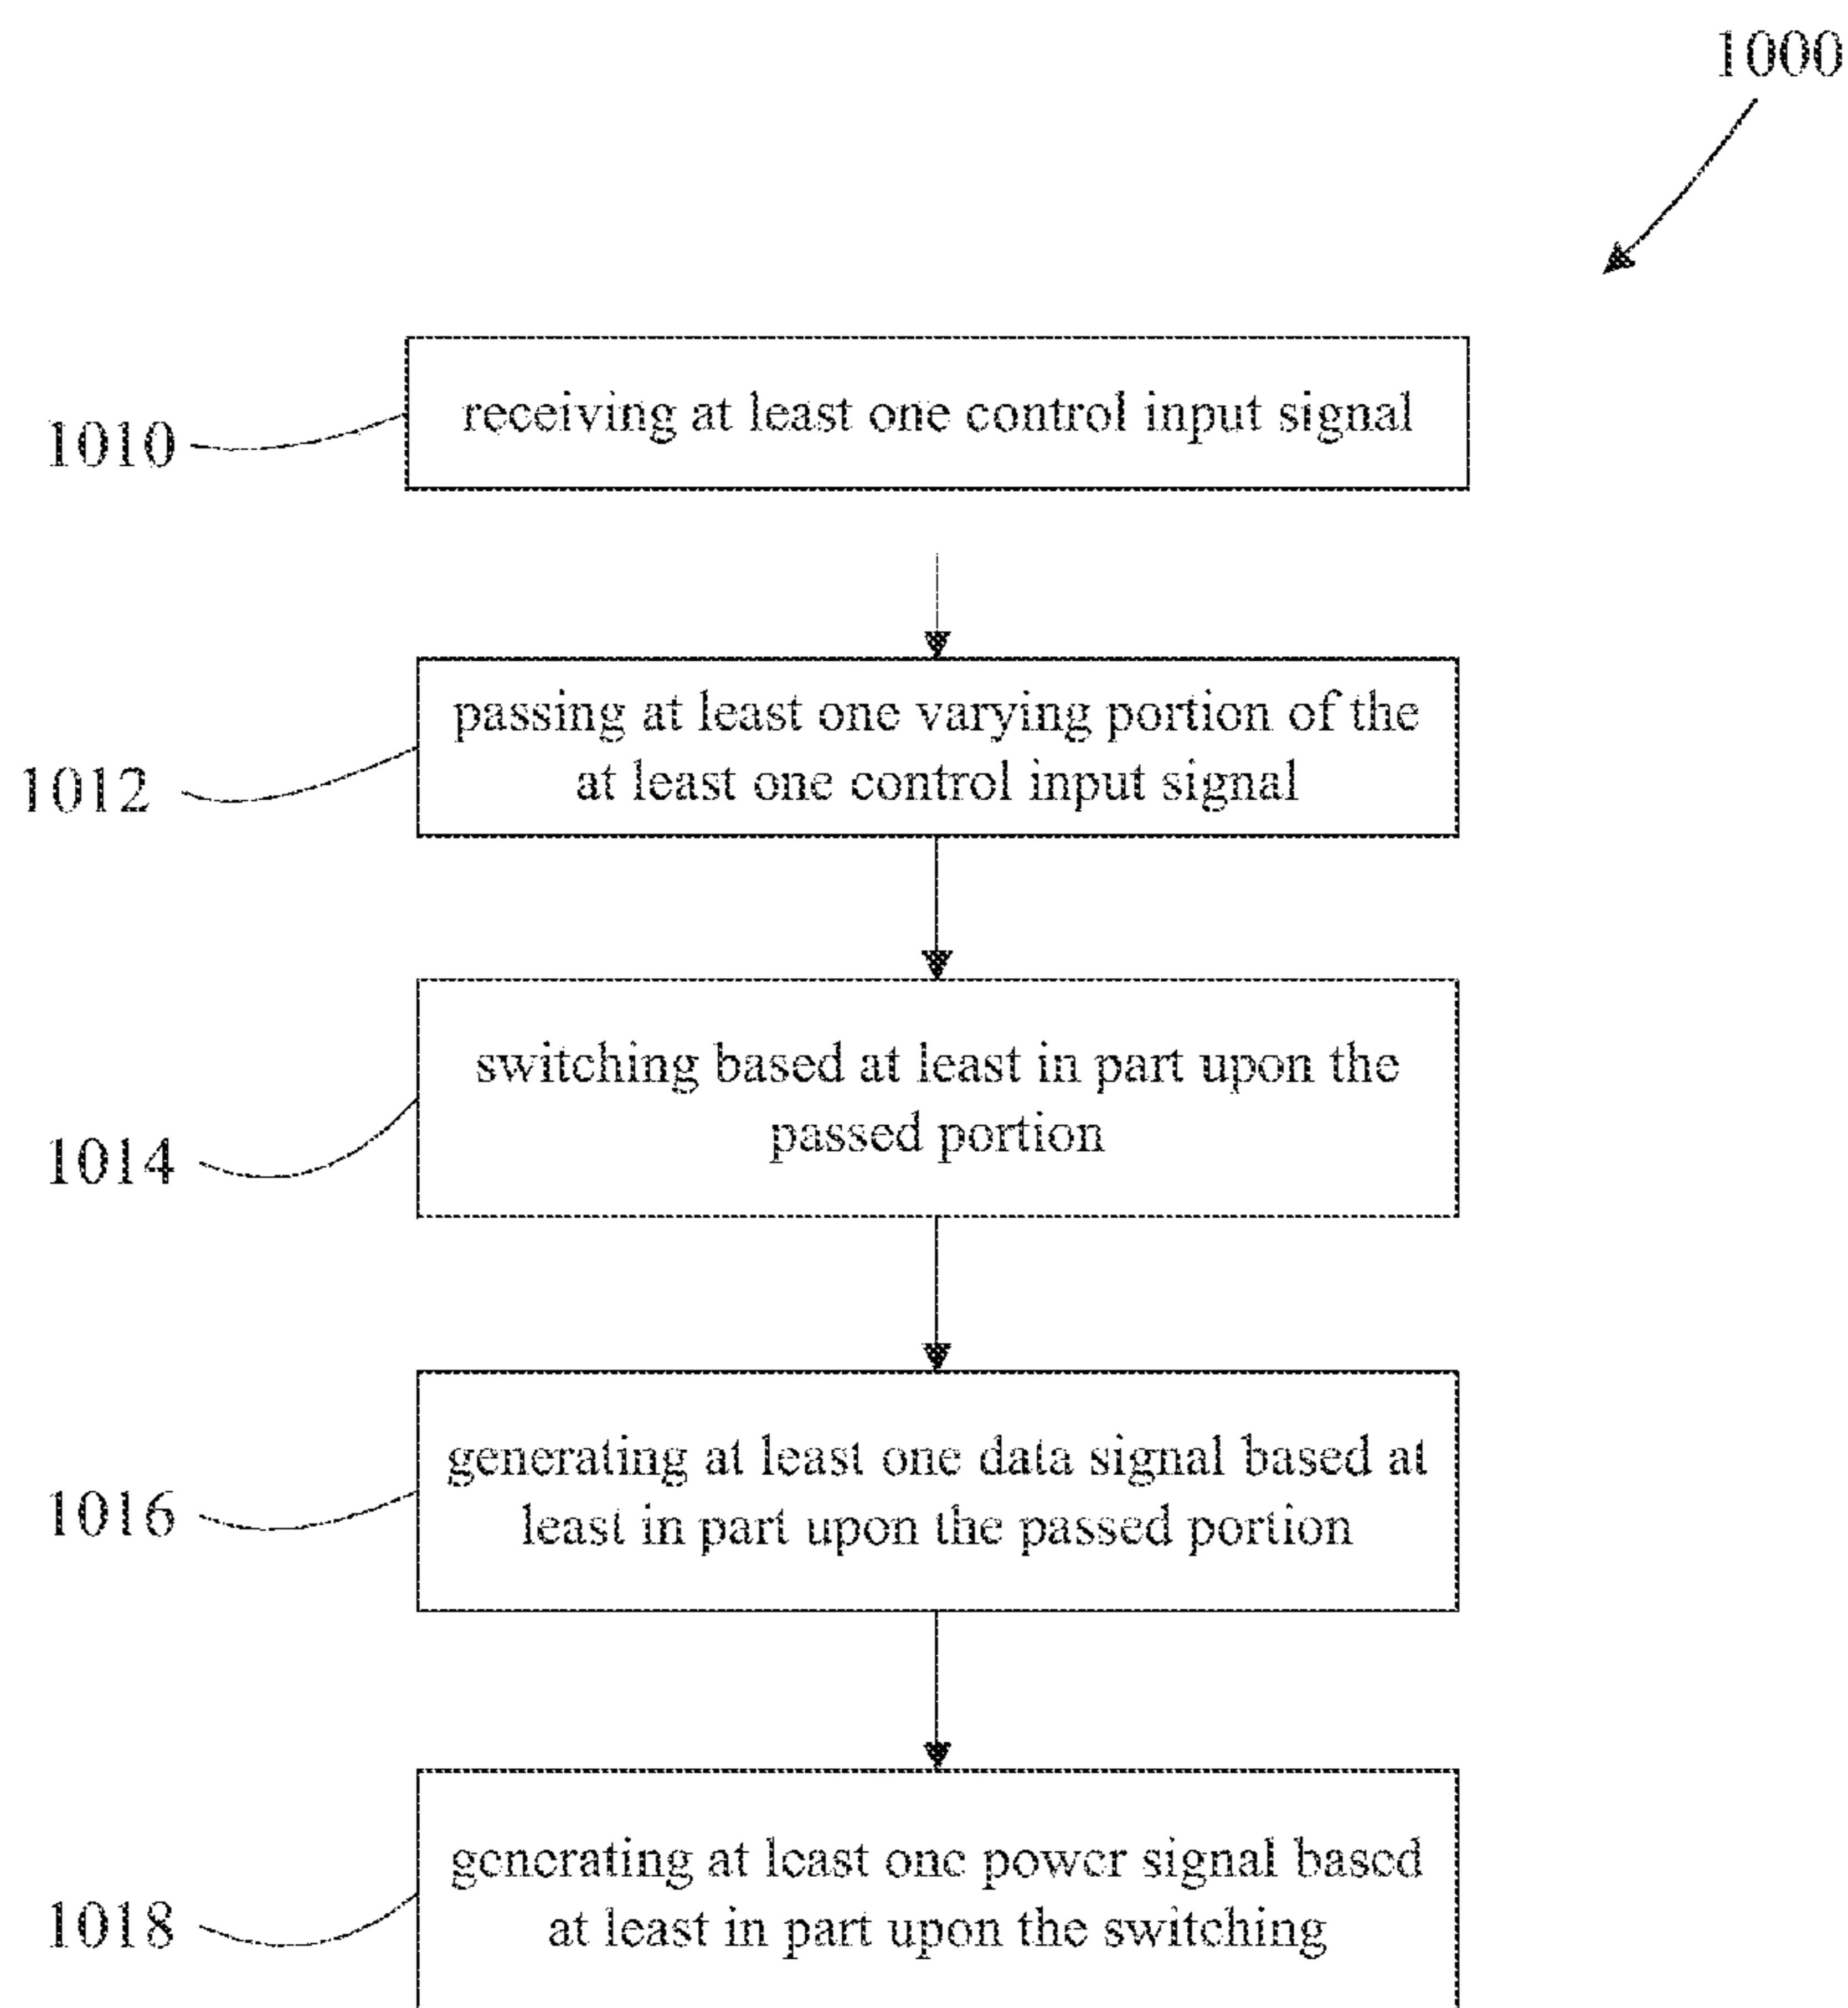 1000
receiving at least one control input signal
1010
passing at least one varying portion of the
at least one control input signal
1012
switching based at least in part upon the
passed portion
1014
generating at least one data signal based at
least in part upon the passed portion
1016
generating at least one power signal based
at least in part upon the switching
1018